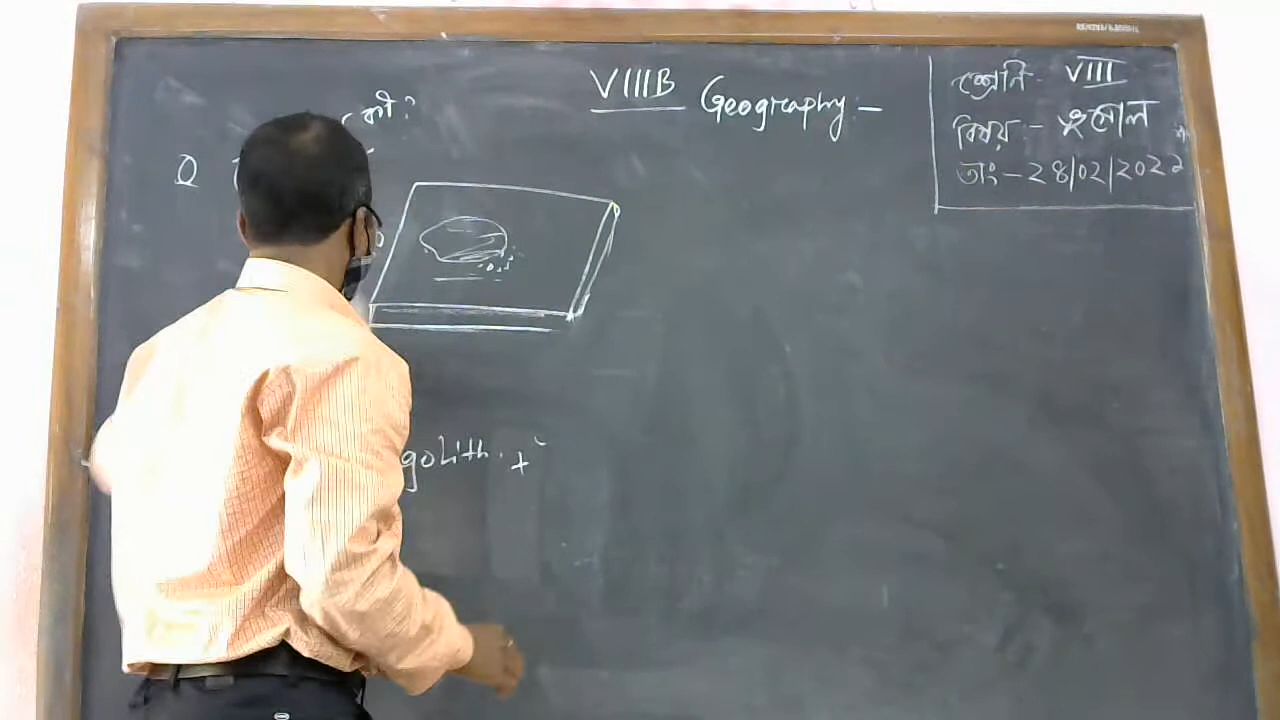 VIIIB Geography -
শ্রেনি - VIII
বিষয় - ভূগোল
তাং - 28/02/2022
কী?
Q
golith. +